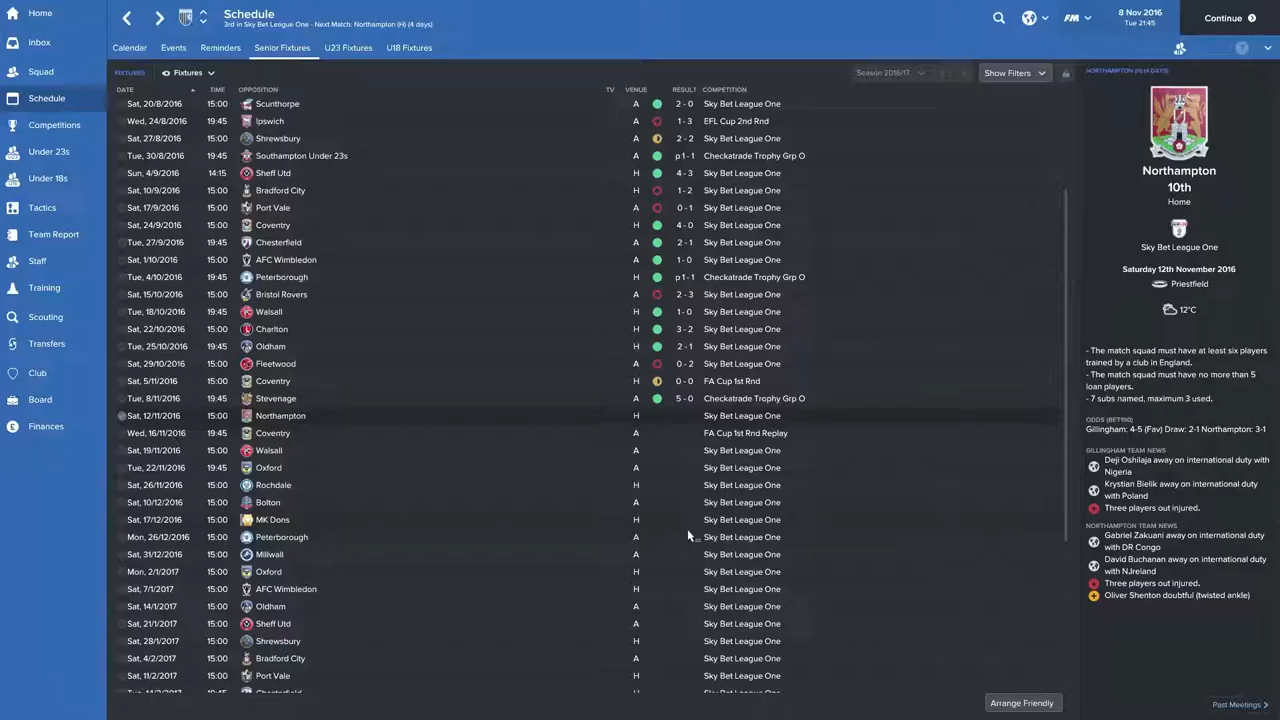 Home
Inbox
Squad
Schedule
Competitions
Under 23s
Under 18s
Tactics
Team Report
Staff
Training
Scouting
Transfers
Club
Board
Finances
Schedule
3rd in Sky Bet League One - Next Match: Northampton (H) (4 days)
FM
8 Nov 2016
Tue 21:45
Continue
Calendar Events Reminders Senior Fixtures U23 Fixtures U18 Fixtures
FIXTURES Fixtures Season 2016/17 Show Filters
DATE TIME OPPOSITION TV VENUE RESULT COMPETITION
Sat, 20/8/2016 15:00 Scunthorpe A 2 - 0 Sky Bet League One
Wed, 24/8/2016 19:45 Ipswich A 1 - 3 EFL Cup 2nd Rnd
Sat, 27/8/2016 15:00 Shrewsbury A 2 - 2 Sky Bet League One
Tue, 30/8/2016 19:45 Southampton Under 23s A p 1 - 1 Checkatrade Trophy Grp O
Sun, 4/9/2016 14:15 Sheff Utd H 4 - 3 Sky Bet League One
Sat, 10/9/2016 15:00 Bradford City H 1 - 2 Sky Bet League One
Sat, 17/9/2016 15:00 Port Vale A 0 - 1 Sky Bet League One
Sat, 24/9/2016 15:00 Coventry H 4 - 0 Sky Bet League One
Tue, 27/9/2016 19:45 Chesterfield A 2 - 1 Sky Bet League One
Sat, 1/10/2016 15:00 AFC Wimbledon A 1 - 0 Sky Bet League One
Tue, 4/10/2016 19:45 Peterborough H p 1 - 1 Checkatrade Trophy Grp O
Sat, 15/10/2016 15:00 Bristol Rovers A 2 - 3 Sky Bet League One
Tue, 18/10/2016 19:45 Walsall H 1 - 0 Sky Bet League One
Sat, 22/10/2016 15:00 Charlton H 3 - 2 Sky Bet League One
Tue, 25/10/2016 19:45 Oldham H 2 - 1 Sky Bet League One
Sat, 29/10/2016 15:00 Fleetwood A 0 - 2 Sky Bet League One
Sat, 5/11/2016 15:00 Coventry H 0 - 0 FA Cup 1st Rnd
Tue, 8/11/2016 19:45 Stevenage A 5 - 0 Checkatrade Trophy Grp O
Sat, 12/11/2016 15:00 Northampton H Sky Bet League One
Wed, 16/11/2016 19:45 Coventry A FA Cup 1st Rnd Replay
Sat, 19/11/2016 15:00 Walsall A Sky Bet League One
Tue, 22/11/2016 19:45 Oxford A Sky Bet League One
Sat, 26/11/2016 15:00 Rochdale H Sky Bet League One
Sat, 10/12/2016 15:00 Bolton A Sky Bet League One
Sat, 17/12/2016 15:00 MK Dons H Sky Bet League One
Mon, 26/12/2016 15:00 Peterborough A Sky Bet League One
Sat, 31/12/2016 15:00 Millwall A Sky Bet League One
Mon, 2/1/2017 15:00 Oxford H Sky Bet League One
Sat, 7/1/2017 15:00 AFC Wimbledon H Sky Bet League One
Sat, 14/1/2017 15:00 Oldham A Sky Bet League One
Sat, 21/1/2017 15:00 Sheff Utd A Sky Bet League One
Sat, 28/1/2017 15:00 Shrewsbury H Sky Bet League One
Sat, 4/2/2017 15:00 Bradford City A Sky Bet League One
Sat, 11/2/2017 15:00 Port Vale H Sky Bet League One
Arrange Friendly
NORTHAMPTON (H) (4 DAYS)
Northampton
10th
Home
Sky Bet League One
Saturday 12th November 2016
Priestfield
12°C
- The match squad must have at least six players
trained by a club in England.
- The match squad must have no more than 5
loan players.
- 7 subs named, maximum 3 used.
ODDS (BET190)
Gillingham: 4-5 (Fav) Draw: 2-1 Northampton: 3-1
GILLINGHAM TEAM NEWS
Deji Oshilaja away on international duty with
Nigeria
Krystian Bielik away on international duty
with Poland
Three players out injured.
NORTHAMPTON TEAM NEWS
Gabriel Zakuani away on international duty
with DR Congo
David Buchanan away on international duty
with N.Ireland
Three players out injured.
Oliver Shenton doubtful (twisted ankle)
Past Meetings